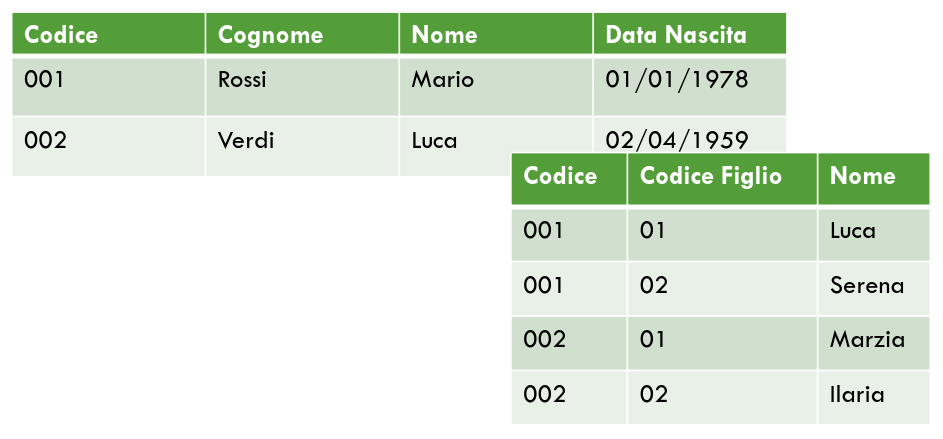 Codice Cognome Nome Data Nascita
001 Rossi Mario 01/01/1978
002 Verdi Luca 02/04/1959
Codice Codice Figlio Nome
001 01 Luca
001 02 Serena
002 01 Marzia
002 02 Ilaria